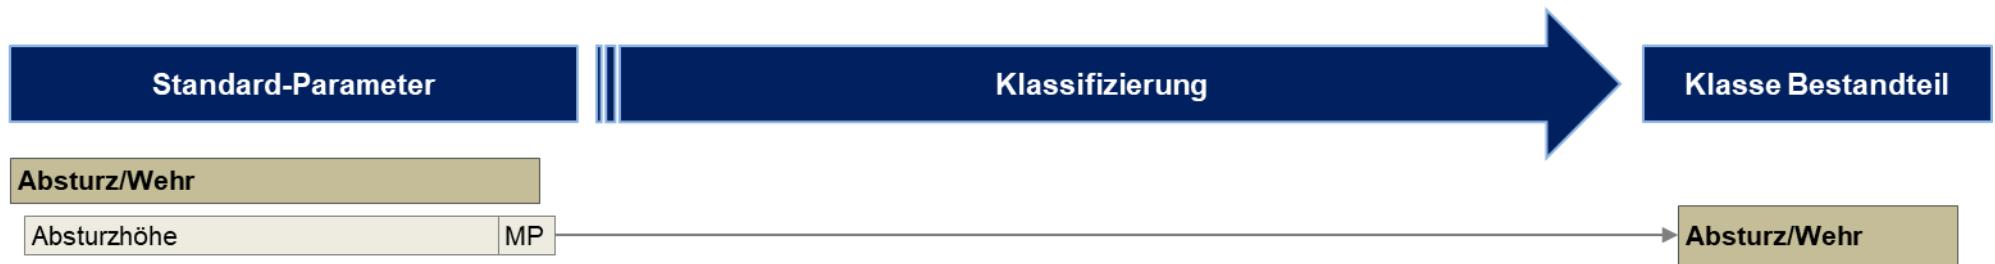 Standard-Parameter
Klassifizierung
Klasse Bestandteil
Absturz/Wehr
Absturzhöhe MP
Absturz/Wehr